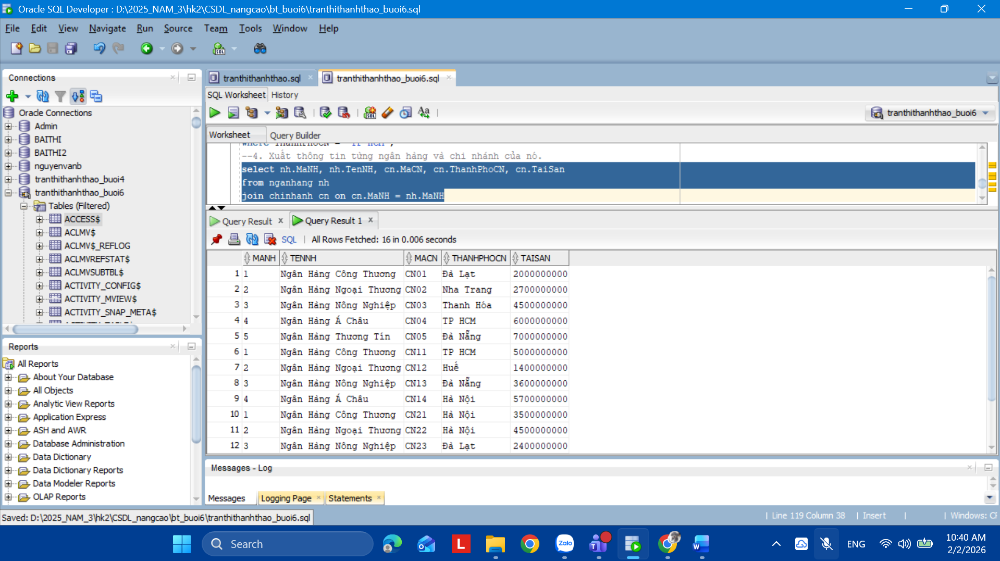 Oracle SQL Developer : D:\2025_NAM_3\hk2\CSDL_nangcao\bt_buoi6\tranthithanhthao_buoi6.sql
File Edit View Navigate Run Source Team Tools Window Help
Connections
Oracle Connections
Admin
BAITHI
BAITHI2
nguyenvanb
tranthithanhthao_buoi4
tranthithanhthao_buoi6
Tables (Filtered)
ACCESS$
ACLMV$
ACLMV$_REFLOG
ACLMVREFSTAT$
ACLMVSUBTBL$
ACTIVITY_CONFIG$
ACTIVITY_MVIEW$
ACTIVITY_SNAP_META$
Reports
All Reports
About Your Database
All Objects
Analytic View Reports
Application Express
ASH and AWR
Database Administration
Data Dictionary
Data Dictionary Reports
Data Modeler Reports
OLAP Reports
tranthithanhthao.sql tranthithanhthao_buoi6.sql
SQL Worksheet History
tranthithanhthao_buoi6
Worksheet Query Builder
where ThanhPhoCN = 'TP HCM';
--4. Xuất thông tin từng ngân hàng và chi nhánh của nó.
select nh.MaNH, nh.TenNH, cn.MaCN, cn.ThanhPhoCN, cn.TaiSan
from nganhang nh
join chinhanh cn on cn.MaNH = nh.MaNH
Query Result Query Result 1
SQL All Rows Fetched: 16 in 0.006 seconds
MANH TENNH MACN THANHPHOCN TAISAN
1 1 Ngân Hàng Công Thương CN01 Đà Lạt 2000000000
2 2 Ngân Hàng Ngoại Thương CN02 Nha Trang 2700000000
3 3 Ngân Hàng Nông Nghiệp CN03 Thanh Hóa 4500000000
4 4 Ngân Hàng Á Châu CN04 TP HCM 6000000000
5 5 Ngân Hàng Thương Tín CN05 Đà Nẵng 7000000000
6 1 Ngân Hàng Công Thương CN11 TP HCM 5000000000
7 2 Ngân Hàng Ngoại Thương CN12 Huế 1400000000
8 3 Ngân Hàng Nông Nghiệp CN13 Đà Nẵng 3600000000
9 4 Ngân Hàng Á Châu CN14 Hà Nội 5700000000
10 1 Ngân Hàng Công Thương CN21 Hà Nội 3500000000
11 2 Ngân Hàng Ngoại Thương CN22 Hà Nội 4500000000
12 3 Ngân Hàng Nông Nghiệp CN23 Đà Lạt 2400000000
Messages - Log
Messages Logging Page Statements
Saved: D:\2025_NAM_3\hk2\CSDL_nangcao\bt_buoi6\tranthithanhthao_buoi6.sql
Line 119 Column 38 Insert Windows:
Search
L
Zalo
ENG
10:40 AM
2/2/2026